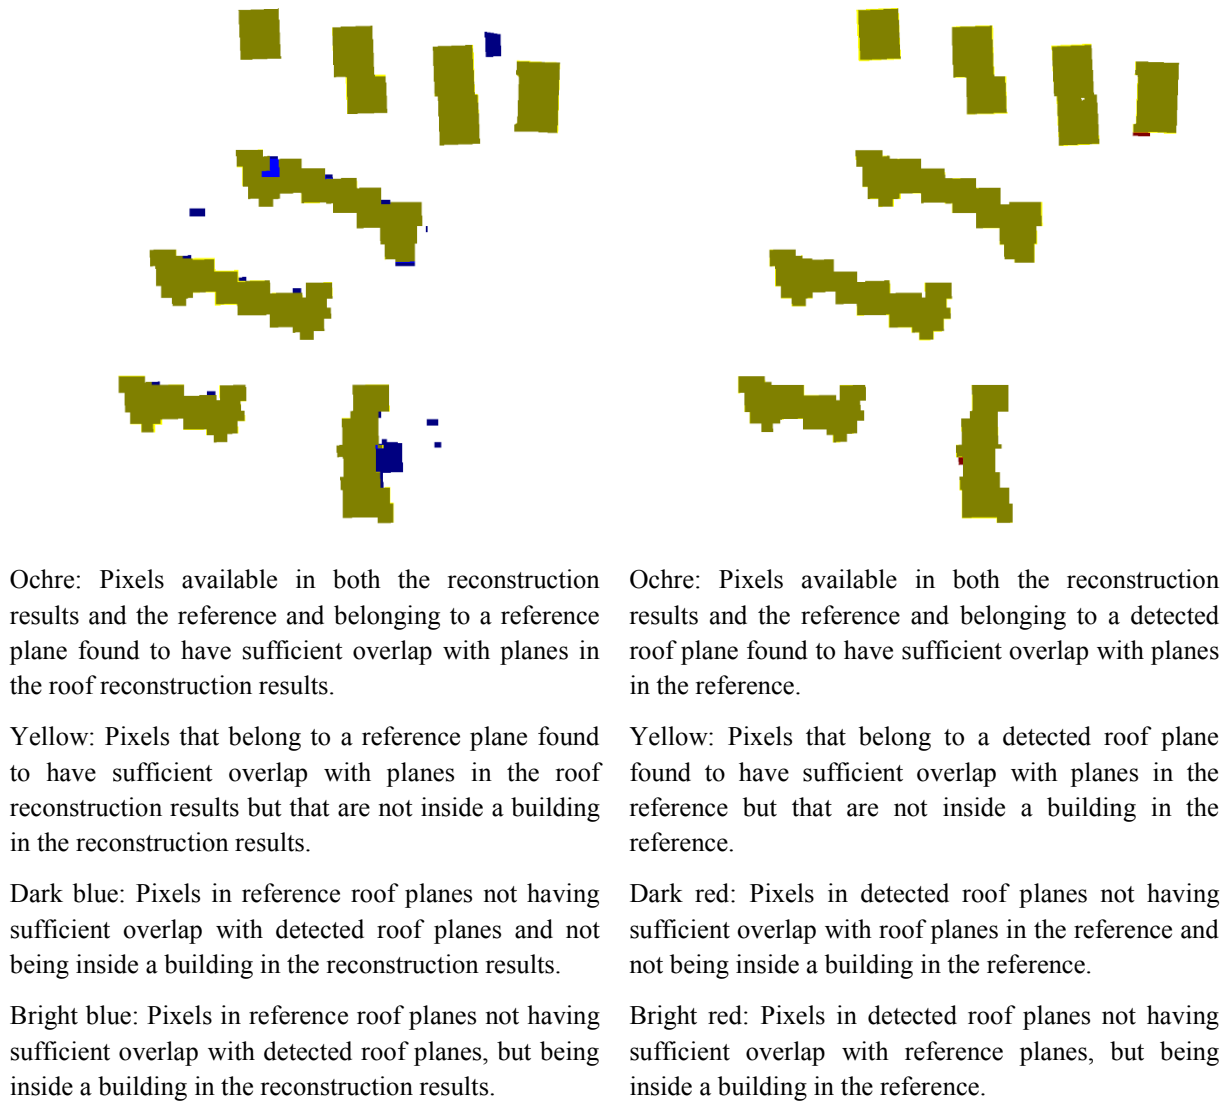 Ochre: Pixels available in both the reconstruction
results and the reference and belonging to a reference
plane found to have sufficient overlap with planes in
the roof reconstruction results.
Yellow: Pixels that belong to a reference plane found
to have sufficient overlap with planes in the roof
reconstruction results but that are not inside a building
in the reconstruction results.
Dark blue: Pixels in reference roof planes not having
sufficient overlap with detected roof planes and not
being inside a building in the reconstruction results.
Bright blue: Pixels in reference roof planes not having
sufficient overlap with detected roof planes, but being
inside a building in the reconstruction results.
Ochre: Pixels available in both the reconstruction
results and the reference and belonging to a detected
roof plane found to have sufficient overlap with planes
in the reference.
Yellow: Pixels that belong to a detected roof plane
found to have sufficient overlap with planes in the
reference but that are not inside a building in the
reference.
Dark red: Pixels in detected roof planes not having
sufficient overlap with roof planes in the reference and
not being inside a building in the reference.
Bright red: Pixels in detected roof planes not having
sufficient overlap with reference planes, but being
inside a building in the reference.